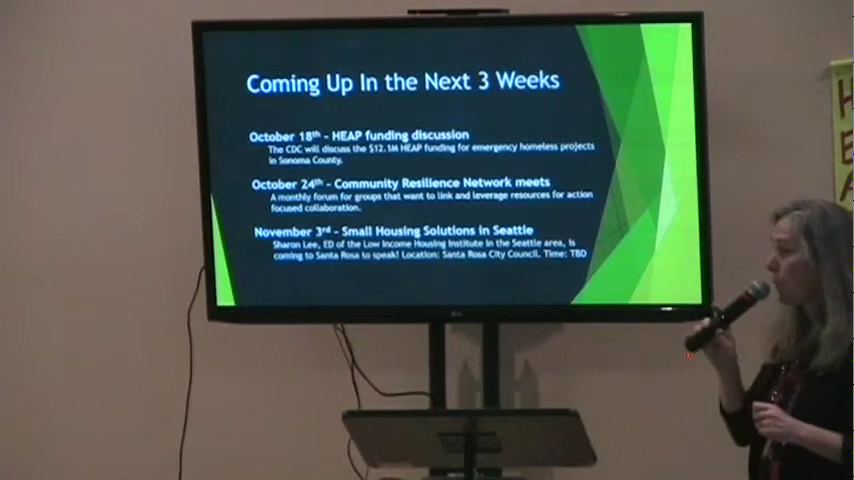 Coming Up In the Next 3 Weeks
October 18th - HEAP funding discussion
The CDC will discuss the $12.1M HEAP funding for emergency homeless projects
in Sonoma County.
October 24th - Community Resilience Network meets
A monthly forum for groups that want to link and leverage resources for action
focused collaboration.
November 3rd - Small Housing Solutions in Seattle
Sharon Lee, ED of the Low Income Housing Institute in the Seattle area, is
coming to Santa Rosa to speak! Location: Santa Rosa City Council. Time: TBD
LG
H
E
A